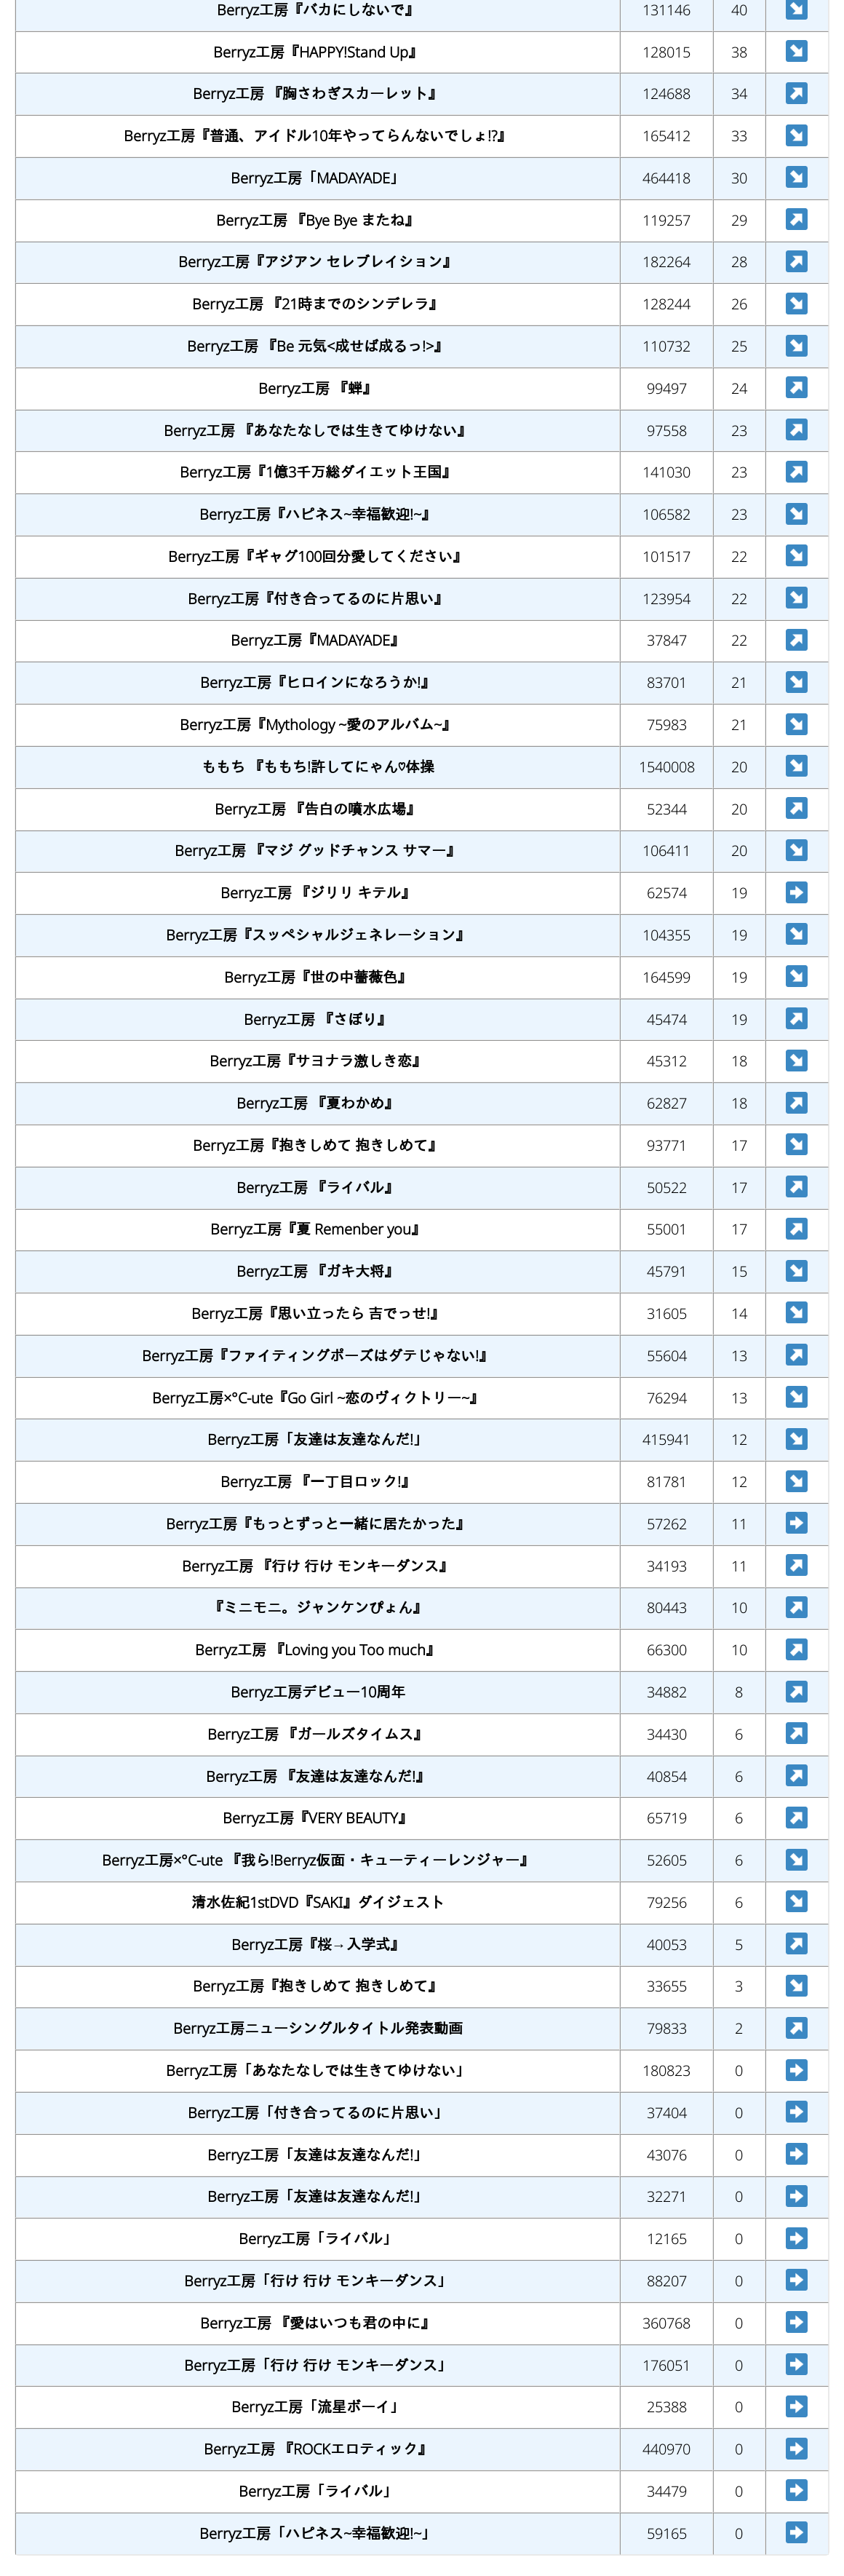 Berryz工房『バカにしないで』 131146 40
Berryz工房『HAPPY!Stand Up』 128015 38
Berryz工房 『胸さわぎスカーレット』 124688 34
Berryz工房『普通、アイドル10年やってらんないでしょ!?』 165412 33
Berryz工房「MADAYADE」 464418 30
Berryz工房 『Bye Bye またね』 119257 29
Berryz工房『アジアン セレブレイション』 182264 28
Berryz工房 『21時までのシンデレラ』 128244 26
Berryz工房 『Be 元気<成せば成るっ!>』 110732 25
Berryz工房 『蝉』 99497 24
Berryz工房 『あなたなしでは生きてゆけない』 97558 23
Berryz工房『1億3千万総ダイエット王国』 141030 23
Berryz工房『ハピネス~幸福歓迎!~』 106582 23
Berryz工房『ギャグ100回分愛してください』 101517 22
Berryz工房『付き合ってるのに片思い』 123954 22
Berryz工房『MADAYADE』 37847 22
Berryz工房『ヒロインになろうか!』 83701 21
Berryz工房『Mythology ~愛のアルバム~』 75983 21
ももち 『ももち!許してにゃん♡体操 1540008 20
Berryz工房 『告白の噴水広場』 52344 20
Berryz工房 『マジ グッドチャンス サマー』 106411 20
Berryz工房 『ジリリ キテル』 62574 19
Berryz工房『スッペシャルジェネレーション』 104355 19
Berryz工房『世の中薔薇色』 164599 19
Berryz工房 『さぼり』 45474 19
Berryz工房『サヨナラ激しき恋』 45312 18
Berryz工房 『夏わかめ』 62827 18
Berryz工房『抱きしめて 抱きしめて』 93771 17
Berryz工房 『ライバル』 50522 17
Berryz工房『夏 Remenber you』 55001 17
Berryz工房 『ガキ大将』 45791 15
Berryz工房『思い立ったら 吉でっせ!』 31605 14
Berryz工房『ファイティングポーズはダテじゃない!』 55604 13
Berryz工房×°C-ute『Go Girl ~恋のヴィクトリー~』 76294 13
Berryz工房「友達は友達なんだ!」 415941 12
Berryz工房 『一丁目ロック!』 81781 12
Berryz工房『もっとずっと一緒に居たかった』 57262 11
Berryz工房 『行け 行け モンキーダンス』 34193 11
『ミニモニ。ジャンケンぴょん』 80443 10
Berryz工房 『Loving you Too much』 66300 10
Berryz工房デビュー10周年 34882 8
Berryz工房 『ガールズタイムス』 34430 6
Berryz工房 『友達は友達なんだ!』 40854 6
Berryz工房『VERY BEAUTY』 65719 6
Berryz工房×°C-ute 『我ら!Berryz仮面・キューティーレンジャー』 52605 6
清水佐紀1stDVD『SAKI』ダイジェスト 79256 6
Berryz工房『桜→入学式』 40053 5
Berryz工房『抱きしめて 抱きしめて』 33655 3
Berryz工房ニューシングルタイトル発表動画 79833 2
Berryz工房「あなたなしでは生きてゆけない」 180823 0
Berryz工房「付き合ってるのに片思い」 37404 0
Berryz工房「友達は友達なんだ!」 43076 0
Berryz工房「友達は友達なんだ!」 32271 0
Berryz工房「ライバル」 12165 0
Berryz工房「行け 行け モンキーダンス」 88207 0
Berryz工房 『愛はいつも君の中に』 360768 0
Berryz工房「行け 行け モンキーダンス」 176051 0
Berryz工房「流星ボーイ」 25388 0
Berryz工房 『ROCKエロティック』 440970 0
Berryz工房「ライバル」 34479 0
Berryz工房「ハピネス~幸福歓迎!~」 59165 0